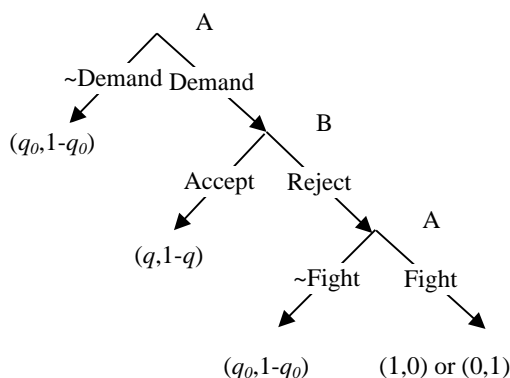 A
~Demand Demand
(q₀,1-q₀)
B
Accept Reject
(q,1-q)
A
~Fight Fight
(q₀,1-q₀) (1,0) or (0,1)